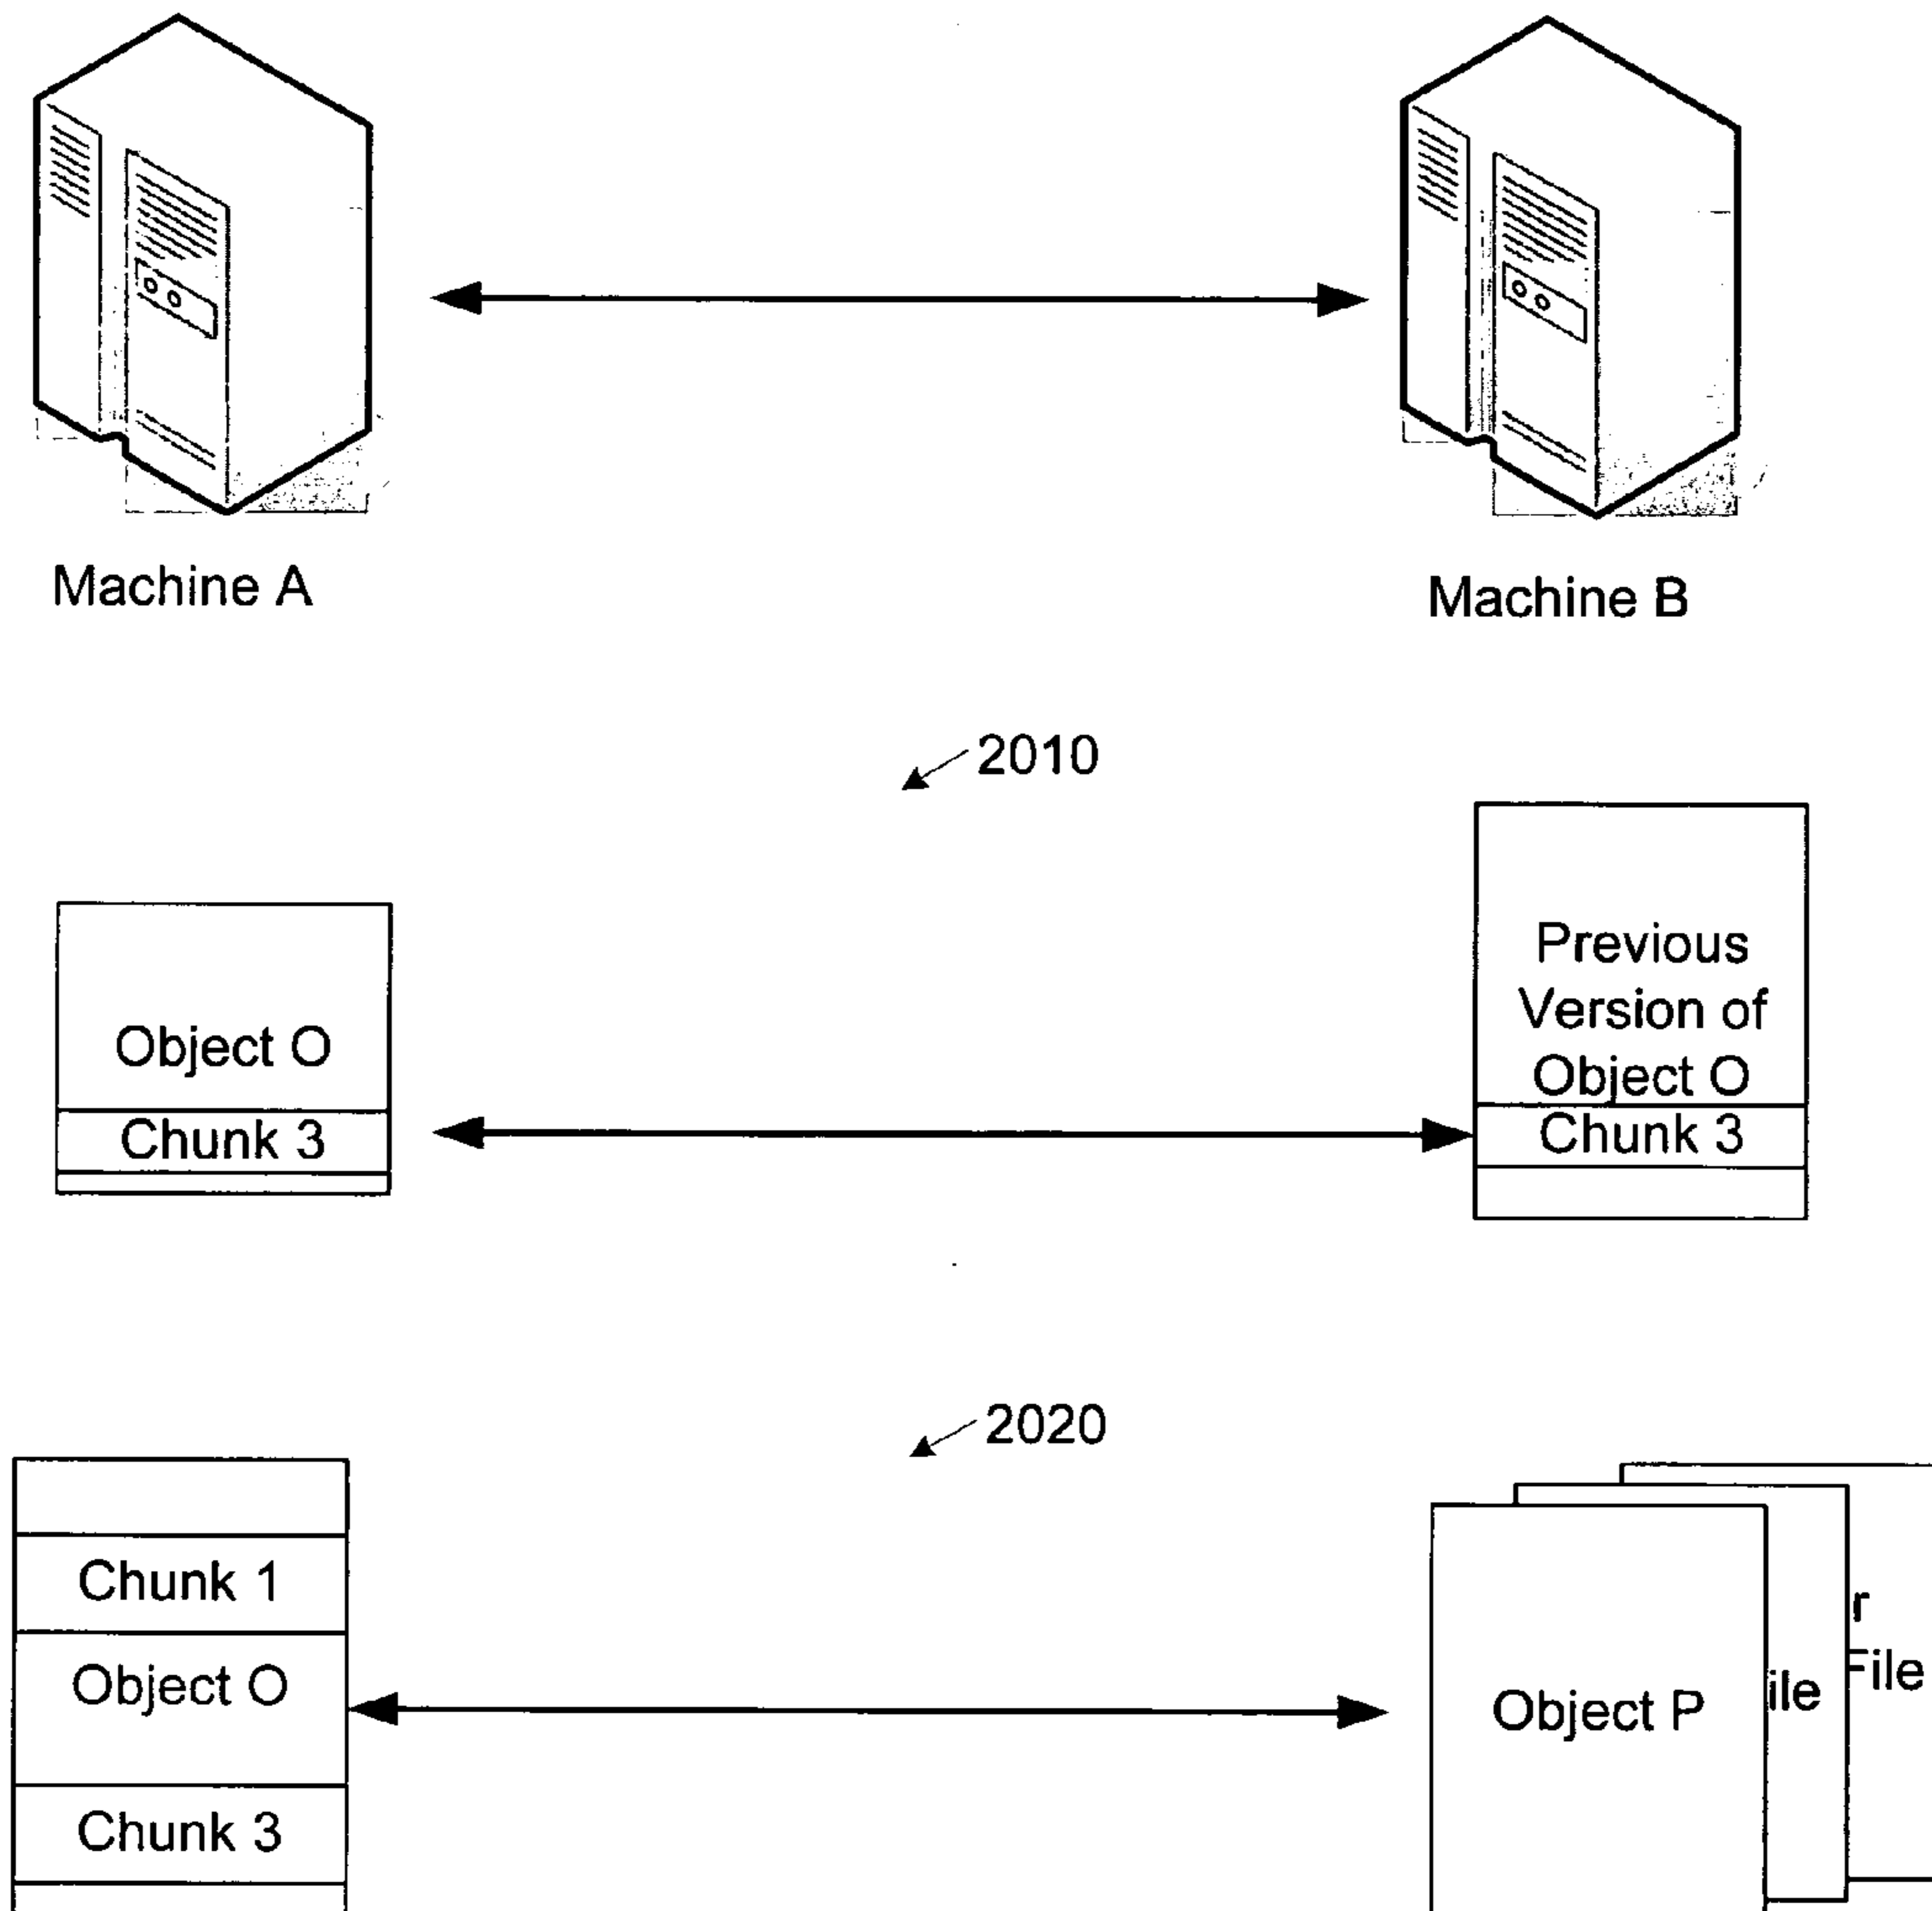 Machine A
Machine B
2010
Object O
Chunk 3
Previous
Version of
Object O
Chunk 3
2020
Chunk 1
Object O
Chunk 3
Object P
ile
r
File